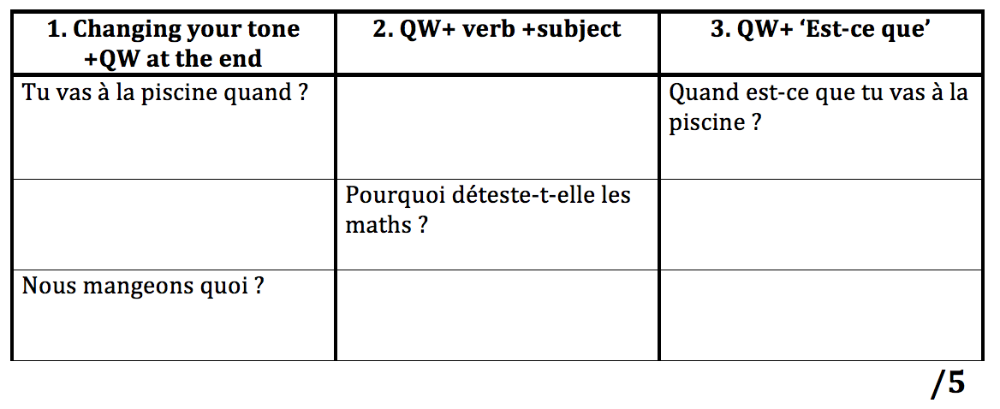 1. Changing your tone
+QW at the end
2. QW+ verb +subject
3. QW+ ‘Est-ce que’
Tu vas à la piscine quand ?
Quand est-ce que tu vas à la
piscine ?
Pourquoi déteste-t-elle les
maths ?
Nous mangeons quoi ?
/5